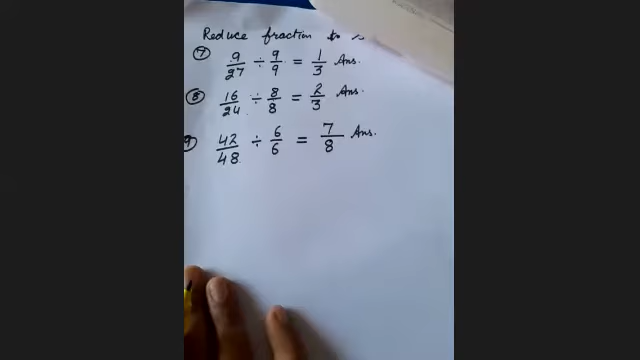 Reduce fraction to
7 9/27 ÷ 9/9 = 1/3 Ans.
8 16/24 ÷ 8/8 = 2/3 Ans.
9 42/48 ÷ 6/6 = 7/8 Ans.